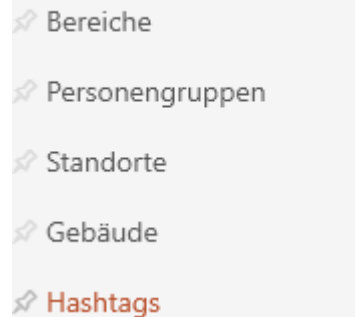 Bereiche
Personengruppen
Standorte
Gebäude
Hashtags